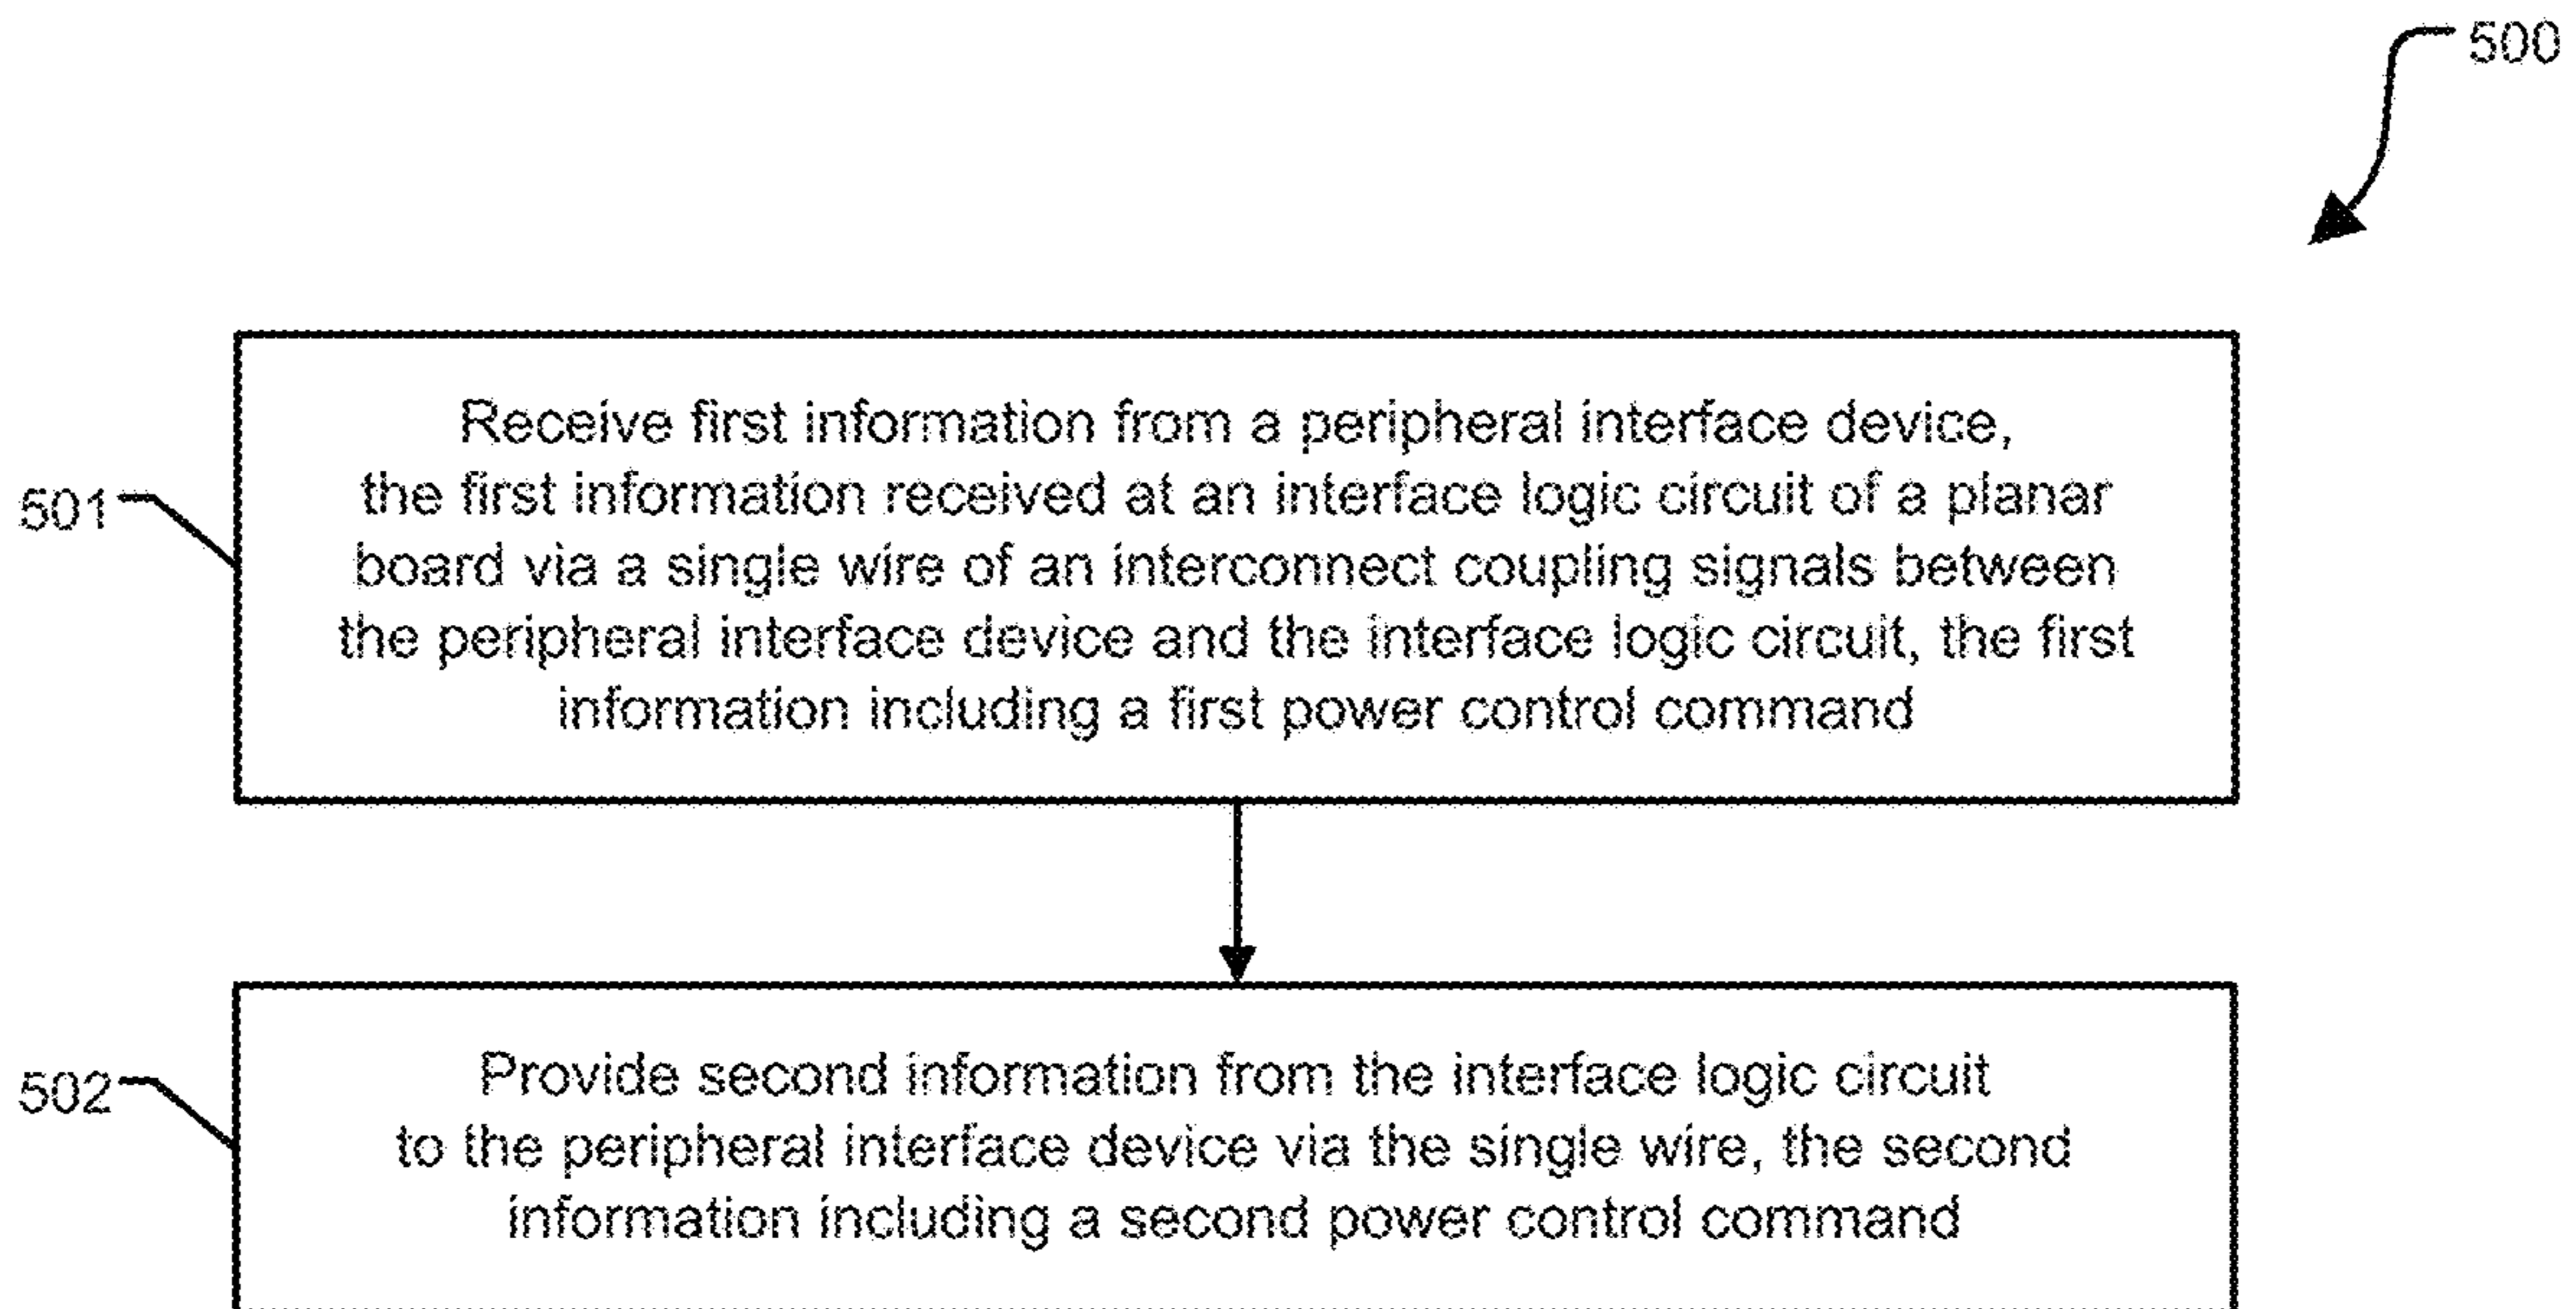 500
Receive first information from a peripheral interface device,
the first information received at an interface logic circuit of a planar
501
board via a single wire of an interconnect coupling signals between
the peripheral interface device and the interface logic circuit, the first
information including a first power control command
Provide second information from the interface logic circuit
502
to the peripheral interface device via the single wire, the second
information including a second power control command